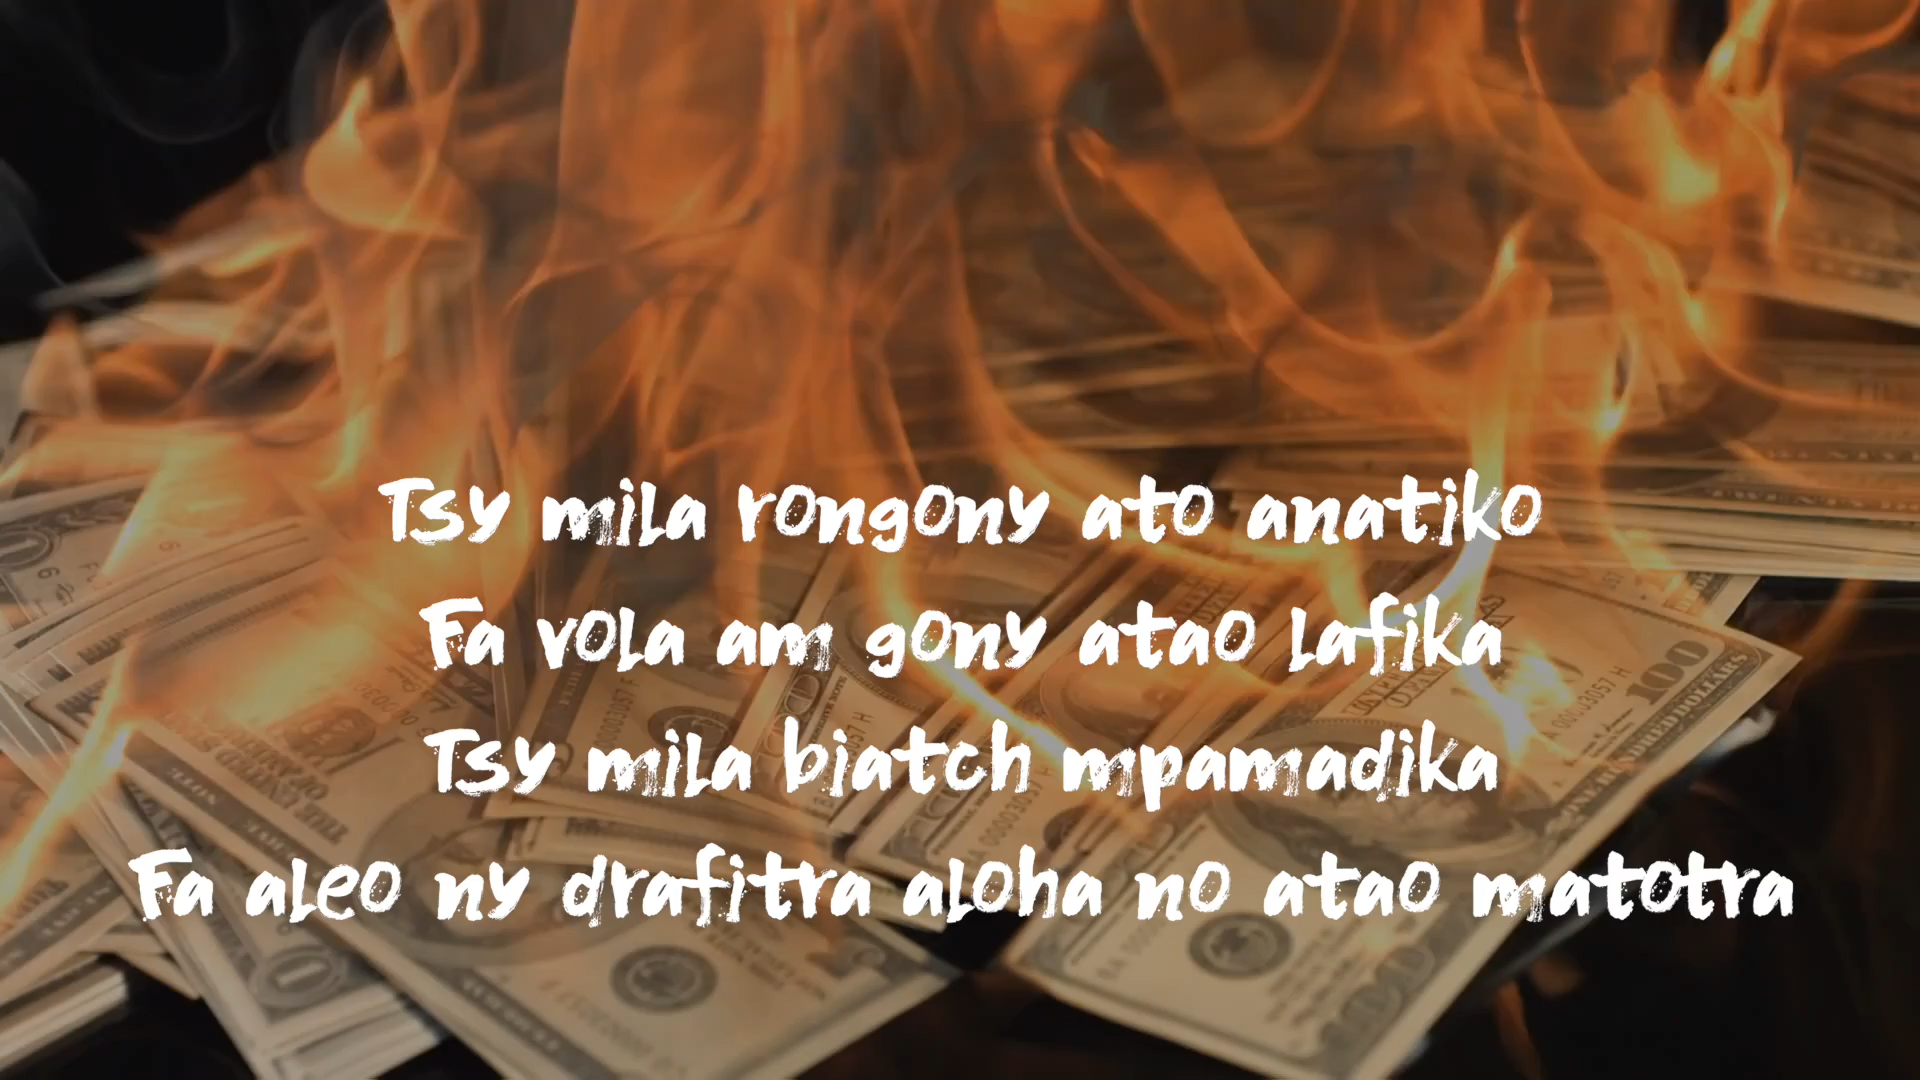 Tsy mila rongony ato anatiko
Fa vola am gony atao lafika
Tsy mila biatch mpamadika
Fa aleo ny drafitra aloha no atao matotra